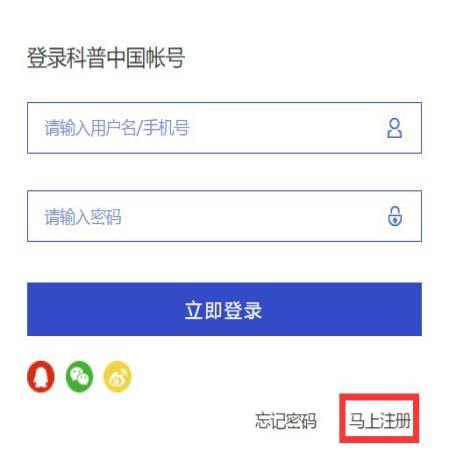 登录科普中国帐号
请输入用户名/手机号
请输入密码
立即登录
忘记密码 马上注册